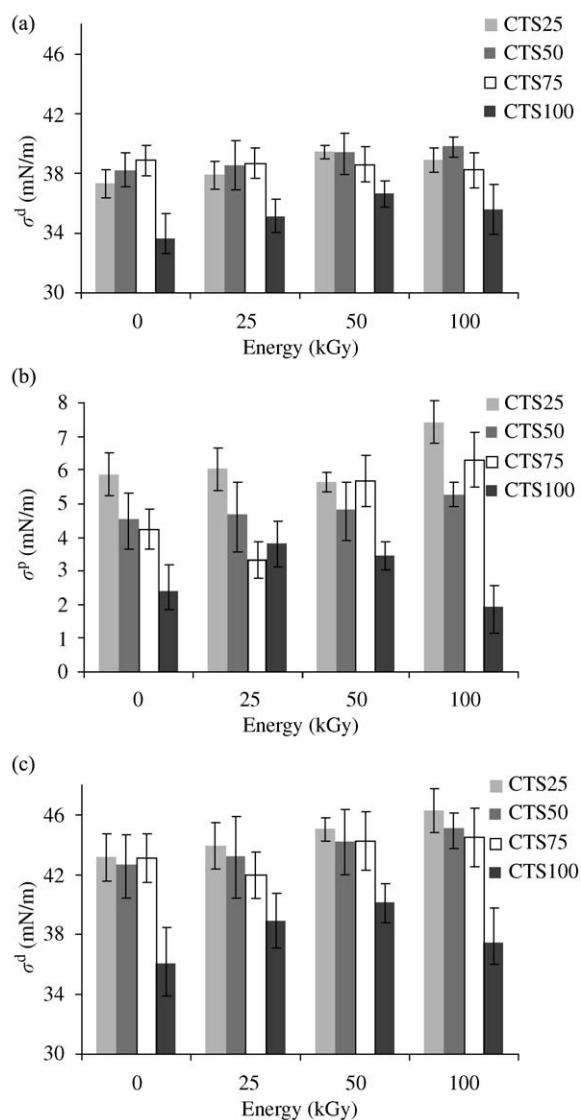 (a)
CTS25
CTS50
CTS75
CTS100
46
42
38
34
30
σᵈ (mN/m)
0 25 50 100
Energy (kGy)
(b)
CTS25
CTS50
CTS75
CTS100
8
7
6
5
4
3
2
1
0
σᵖ (mN/m)
0 25 50 100
Energy (kGy)
(c)
CTS25
CTS50
CTS75
CTS100
46
42
38
34
30
σᵈ (mN/m)
0 25 50 100
Energy (kGy)